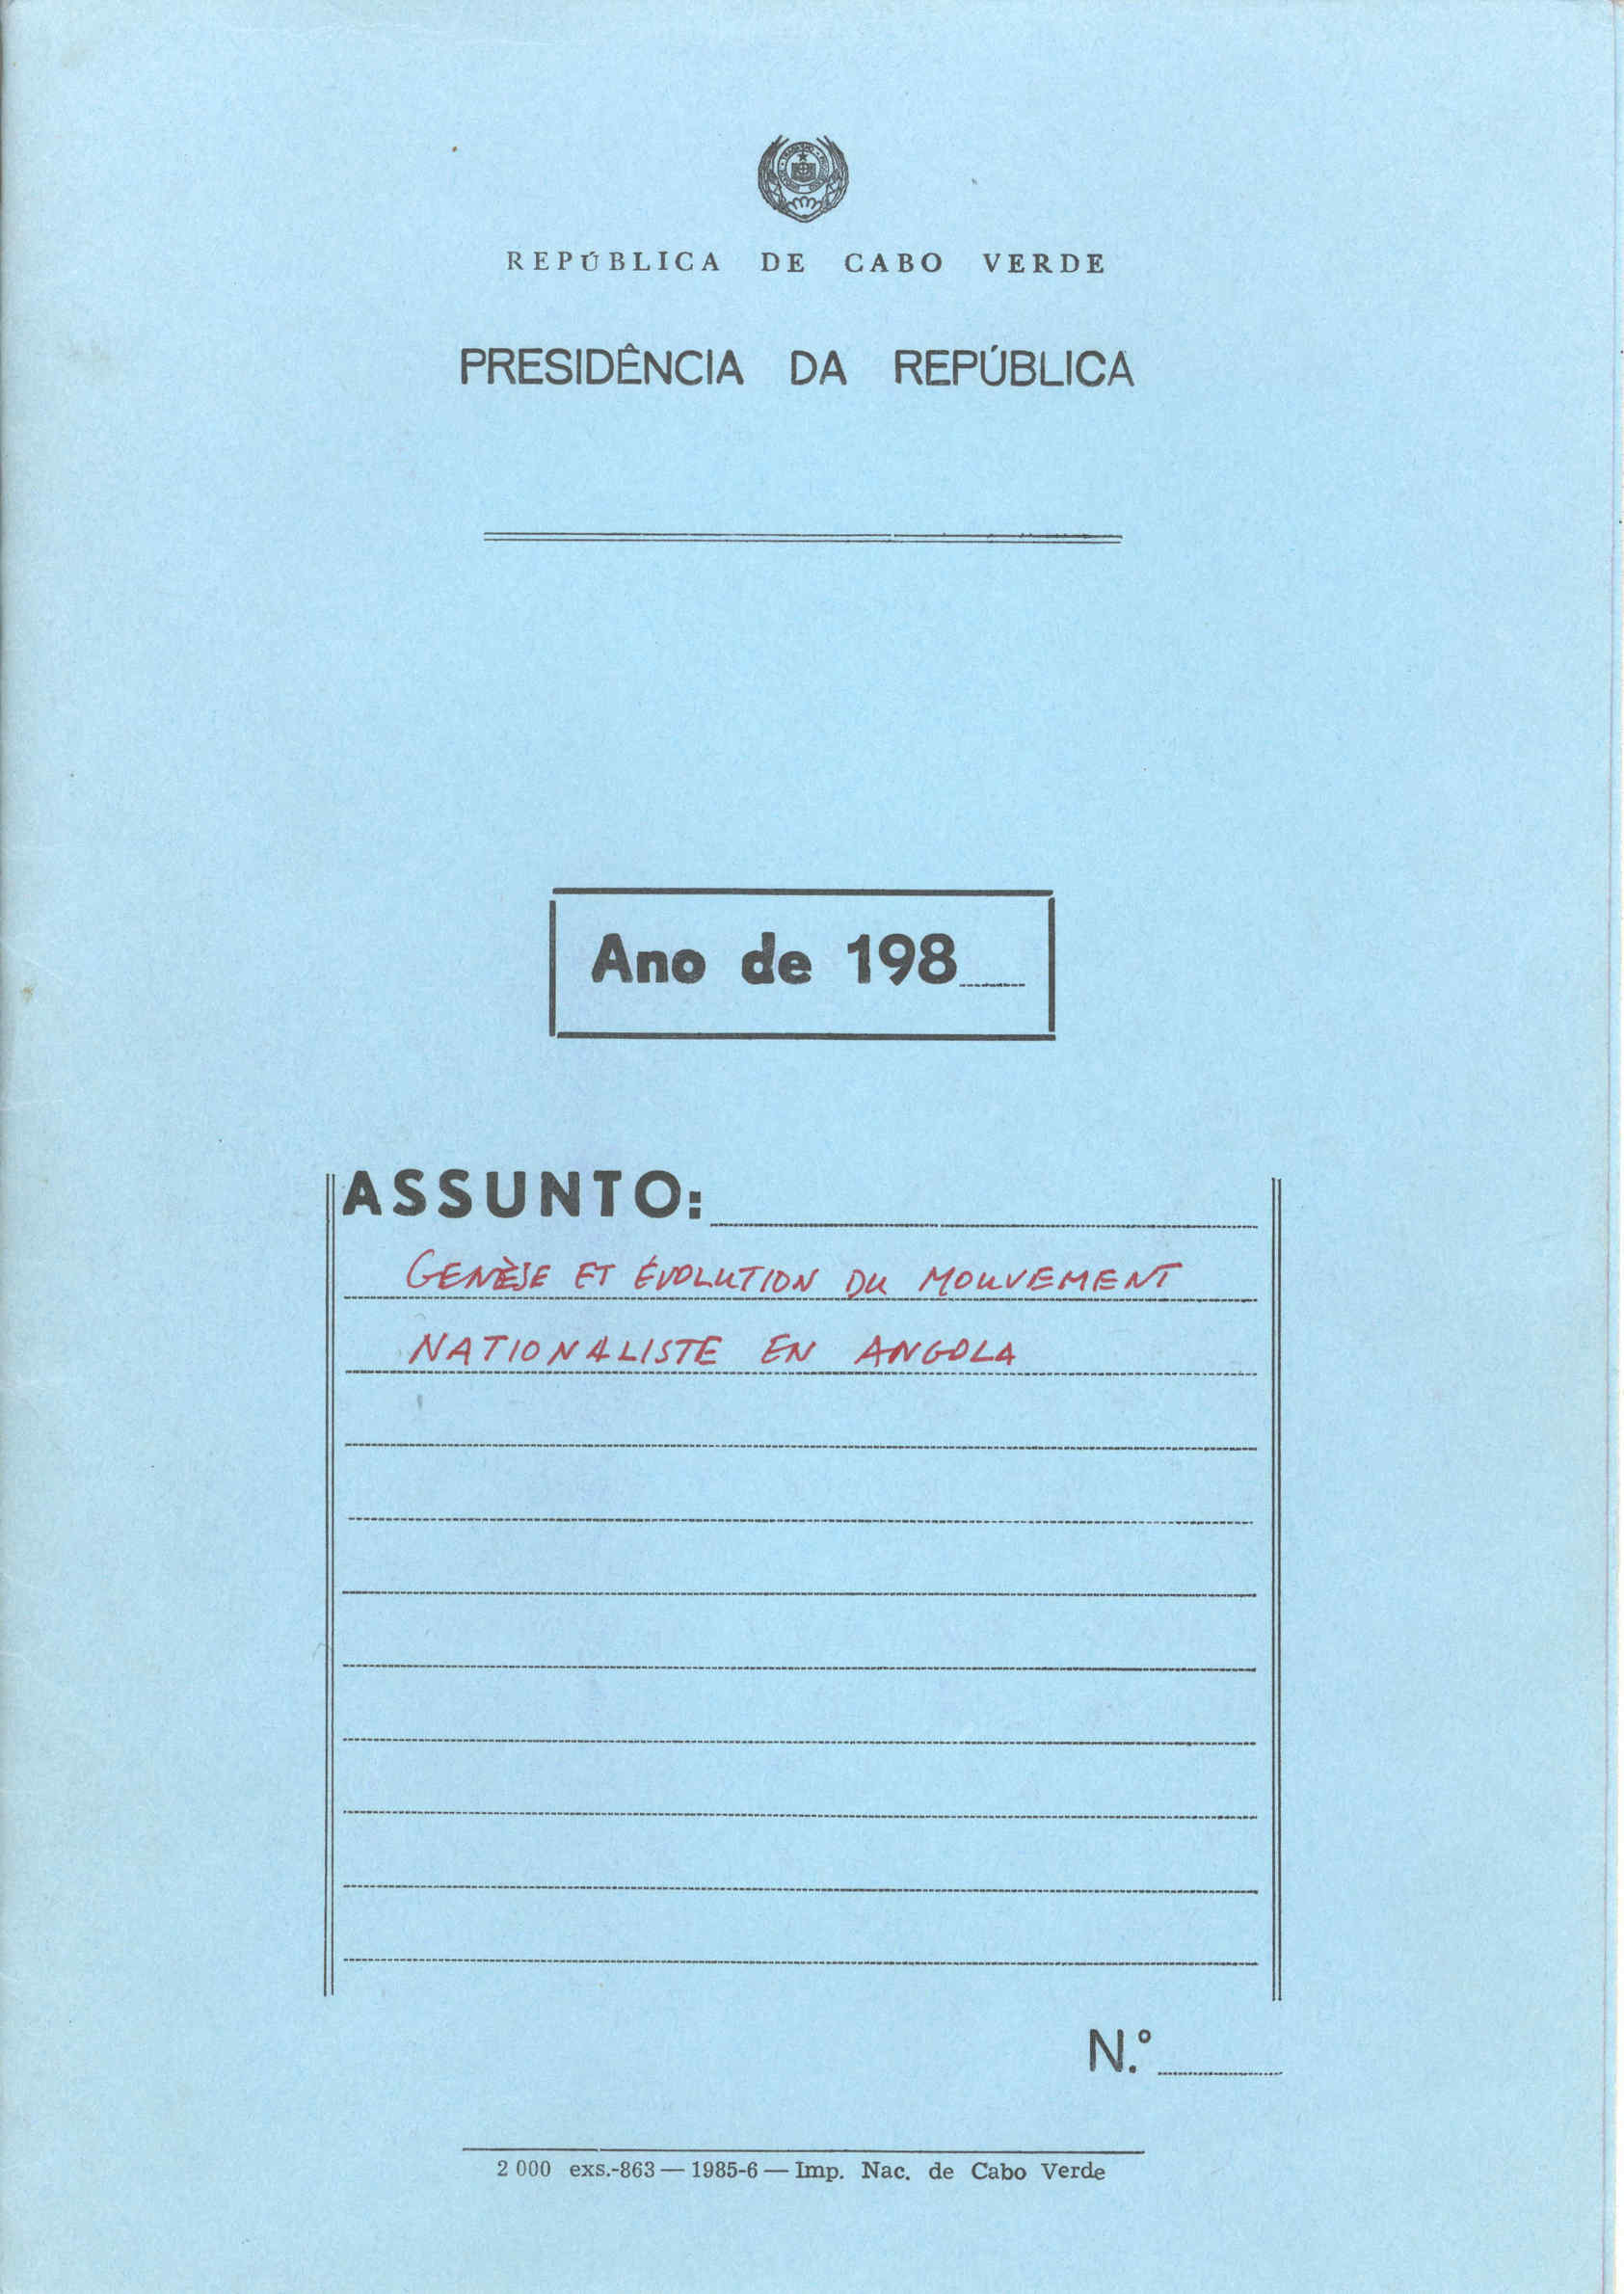 REPÚBLICA DE CABO VERDE
PRESIDÊNCIA DA REPÚBLICA
Ano de 198
ASSUNTO:
GENÈSE ET ÉVOLUTION DU MOUVEMENT
NATIONALISTE EN ANGOLA
N.º
2 000 exs.-863 — 1985-6 — Imp. Nac. de Cabo Verde